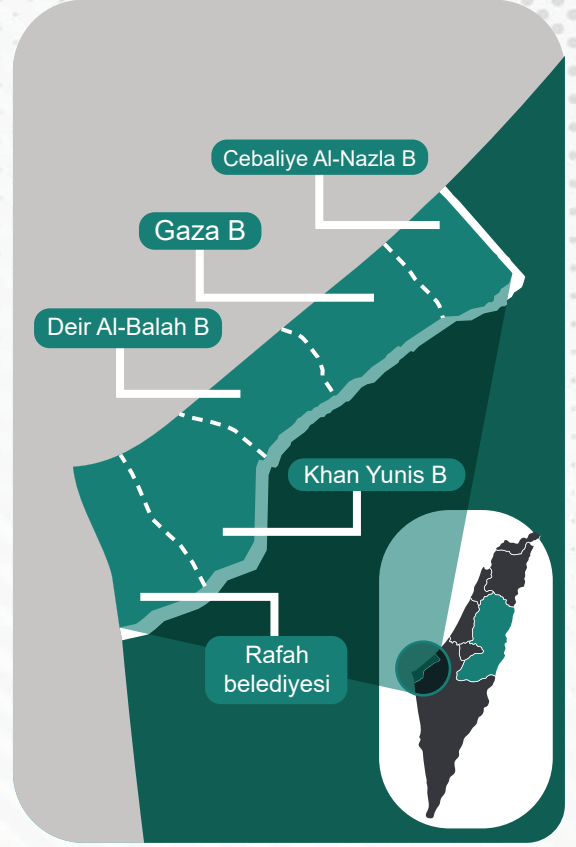 Cebaliye Al-Nazla B
Gaza B
Deir Al-Balah B
Khan Yunis B
Rafah
belediyesi